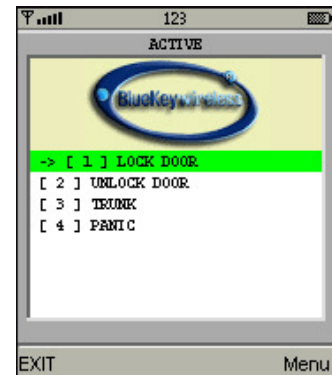 123
ACTIVE
BlueKeywireless
-> [ 1 ] LOCK DOOR
[ 2 ] UNLOCK DOOR
[ 3 ] TRUNK
[ 4 ] PANIC
EXIT Menu